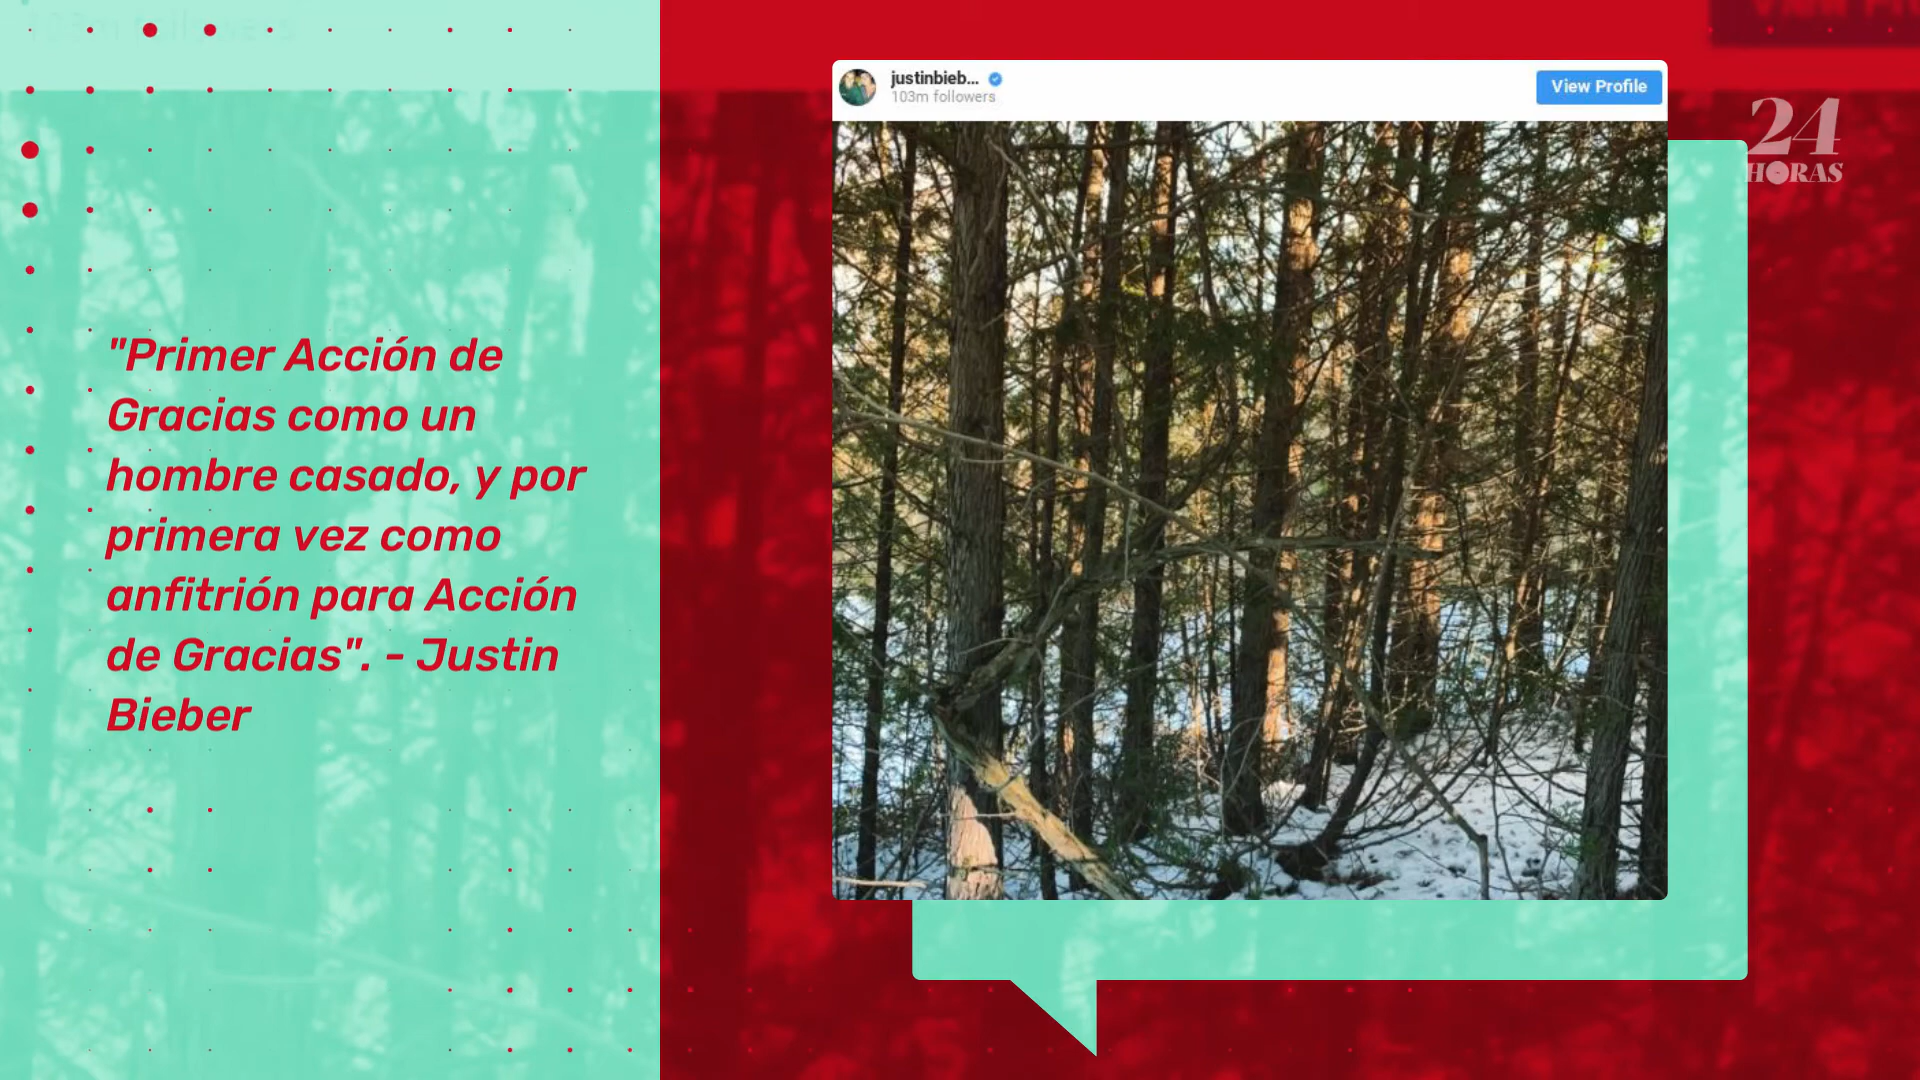 "Primer Acción de
Gracias como un
hombre casado, y por
primera vez como
anfitrión para Acción
de Gracias". - Justin
Bieber
justinbieb...
103m followers
View Profile
24
HORAS